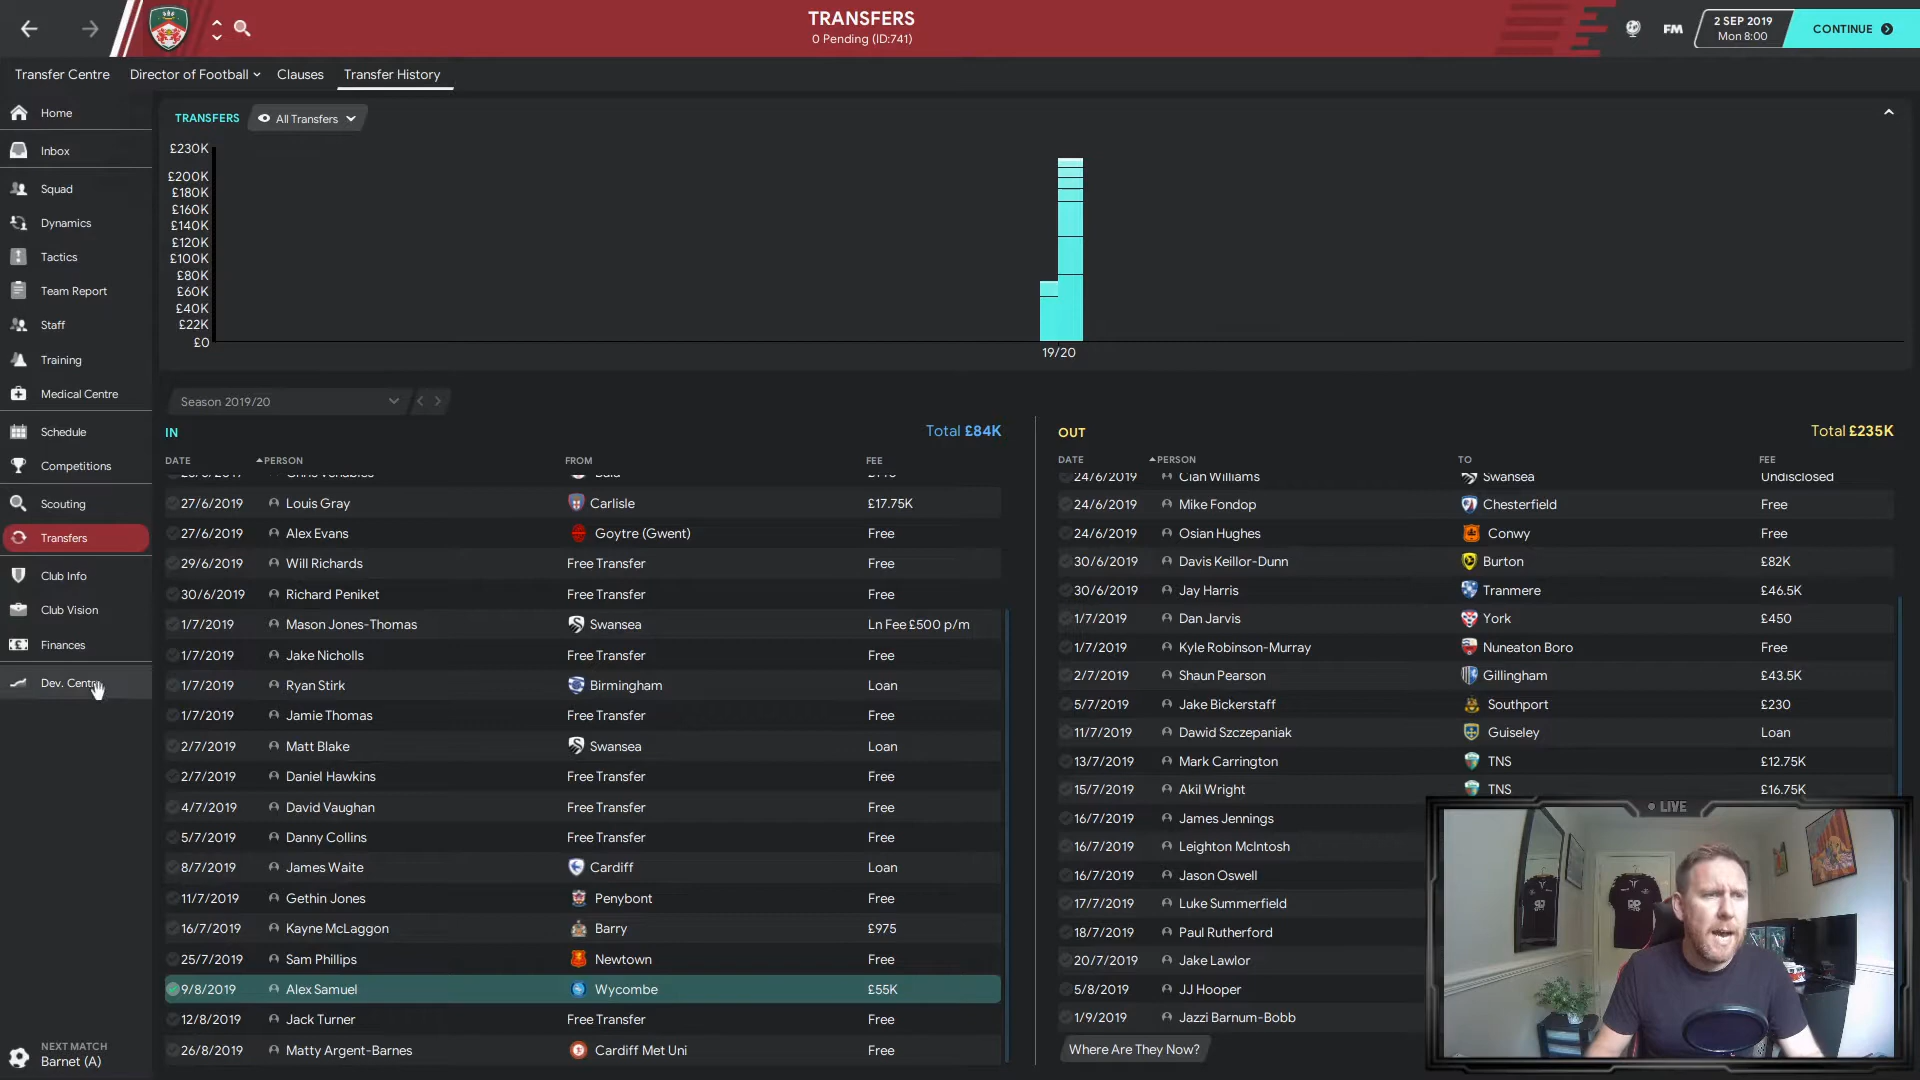 TRANSFERS
0 Pending (ID:741)
FM
2 SEP 2019
Mon 8:00
CONTINUE
Transfer Centre
Director of Football
Clauses
Transfer History
Home
Inbox
Squad
Dynamics
Tactics
Team Report
Staff
Training
Medical Centre
Schedule
Competitions
Scouting
Transfers
Club Info
Club Vision
Finances
Dev. Centre
NEXT MATCH
Barnet (A)
TRANSFERS
All Transfers
£230K
£200K
£180K
£160K
£140K
£120K
£100K
£80K
£60K
£40K
£22K
£0
19/20
Season 2019/20
IN
Total £84K
DATE PERSON FROM FEE
27/6/2019 Louis Gray Carlisle £17.75K
27/6/2019 Alex Evans Goytre (Gwent) Free
29/6/2019 Will Richards Free Transfer Free
30/6/2019 Richard Peniket Free Transfer Free
1/7/2019 Mason Jones-Thomas Swansea Ln Fee £500 p/m
1/7/2019 Jake Nicholls Free Transfer Free
1/7/2019 Ryan Stirk Birmingham Loan
1/7/2019 Jamie Thomas Free Transfer Free
2/7/2019 Matt Blake Swansea Loan
2/7/2019 Daniel Hawkins Free Transfer Free
4/7/2019 David Vaughan Free Transfer Free
5/7/2019 Danny Collins Free Transfer Free
8/7/2019 James Waite Cardiff Loan
11/7/2019 Gethin Jones Penybont Free
16/7/2019 Kayne McLaggon Barry £975
25/7/2019 Sam Phillips Newtown Free
9/8/2019 Alex Samuel Wycombe £55K
12/8/2019 Jack Turner Free Transfer Free
26/8/2019 Matty Argent-Barnes Cardiff Met Uni Free
OUT
Total £235K
DATE PERSON TO FEE
24/6/2019 Cian Williams Swansea Undisclosed
24/6/2019 Mike Fondop Chesterfield Free
24/6/2019 Osian Hughes Conwy Free
30/6/2019 Davis Keillor-Dunn Burton £82K
30/6/2019 Jay Harris Tranmere £46.5K
1/7/2019 Dan Jarvis York £450
1/7/2019 Kyle Robinson-Murray Nuneaton Boro Free
2/7/2019 Shaun Pearson Gillingham £43.5K
5/7/2019 Jake Bickerstaff Southport £230
11/7/2019 Dawid Szczepaniak Guiseley Loan
13/7/2019 Mark Carrington TNS £12.75K
15/7/2019 Akil Wright TNS £16.75K
16/7/2019 James Jennings
16/7/2019 Leighton McIntosh
16/7/2019 Jason Oswell
17/7/2019 Luke Summerfield
18/7/2019 Paul Rutherford
20/7/2019 Jake Lawlor
5/8/2019 JJ Hooper
1/9/2019 Jazzi Barnum-Bobb
Where Are They Now?
LIVE